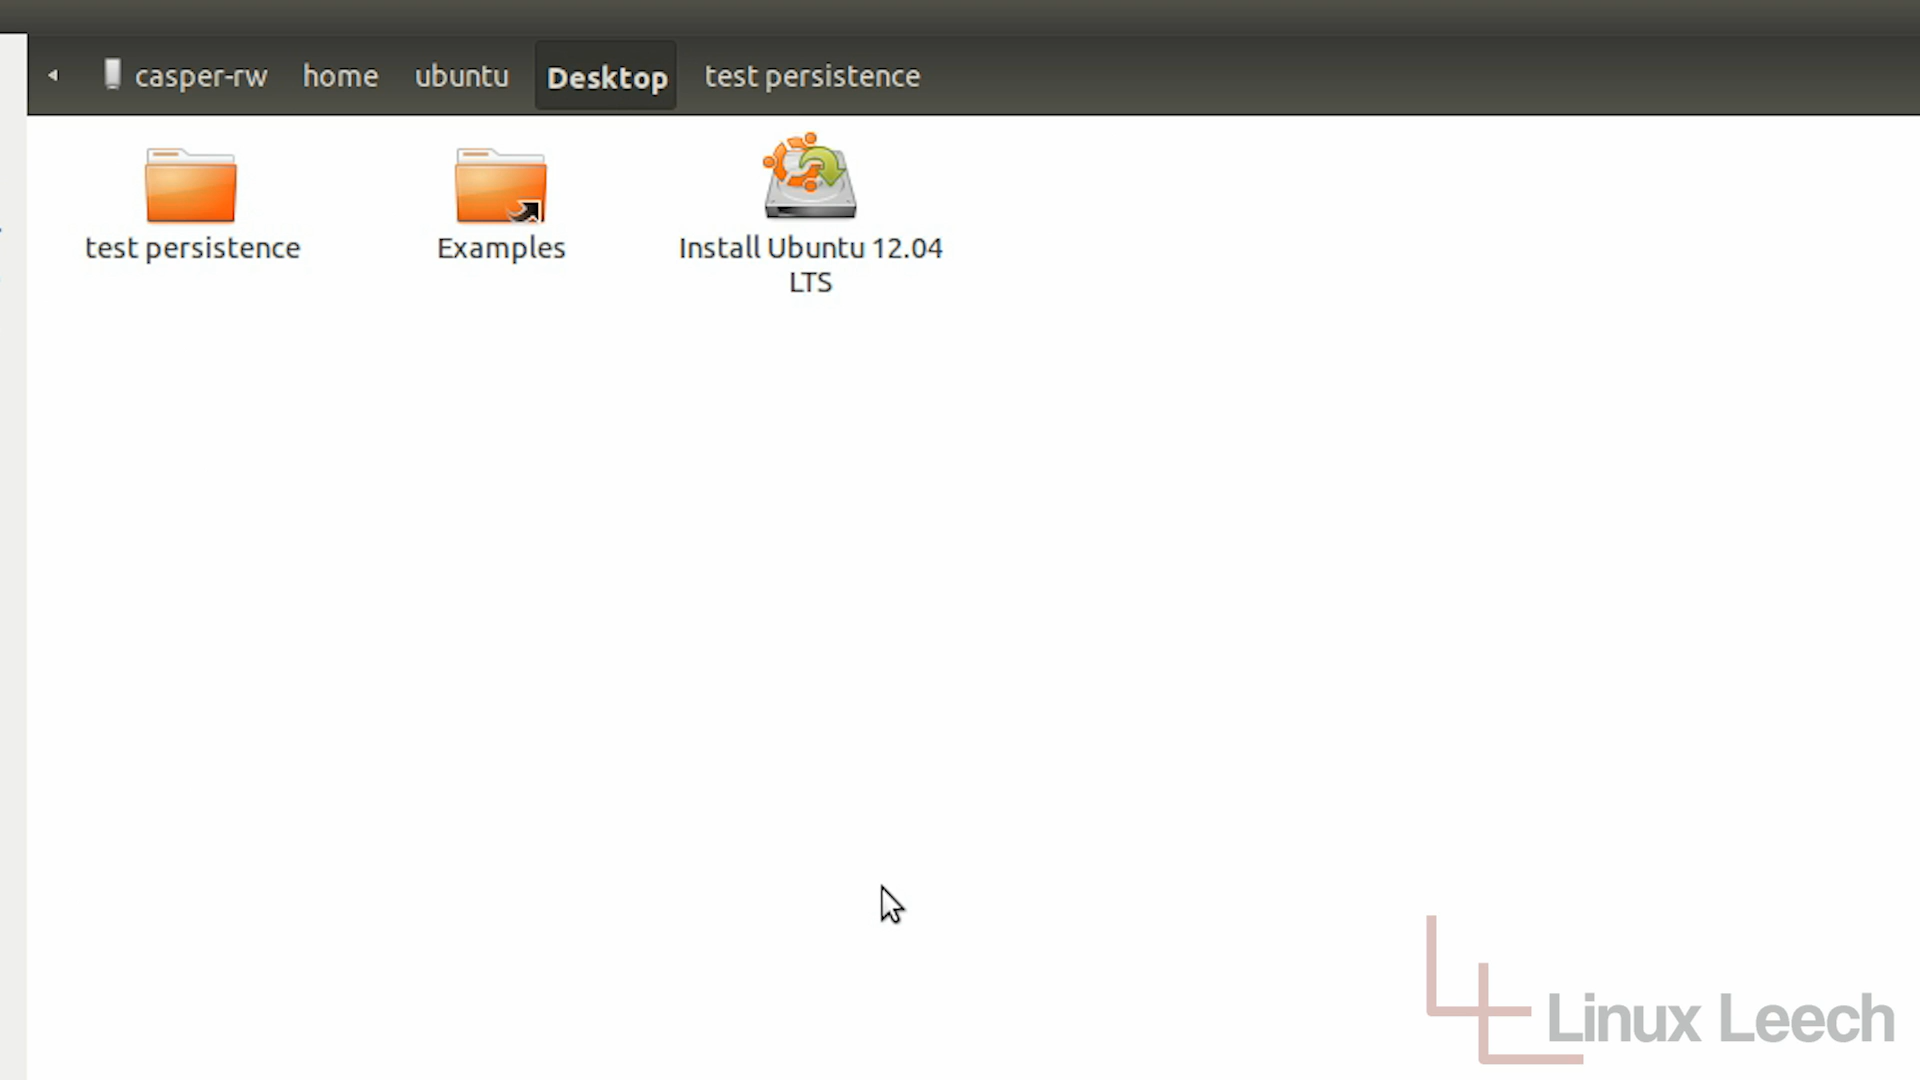 casper-rw home ubuntu Desktop test persistence
test persistence
Examples
Install Ubuntu 12.04
LTS
Linux Leech